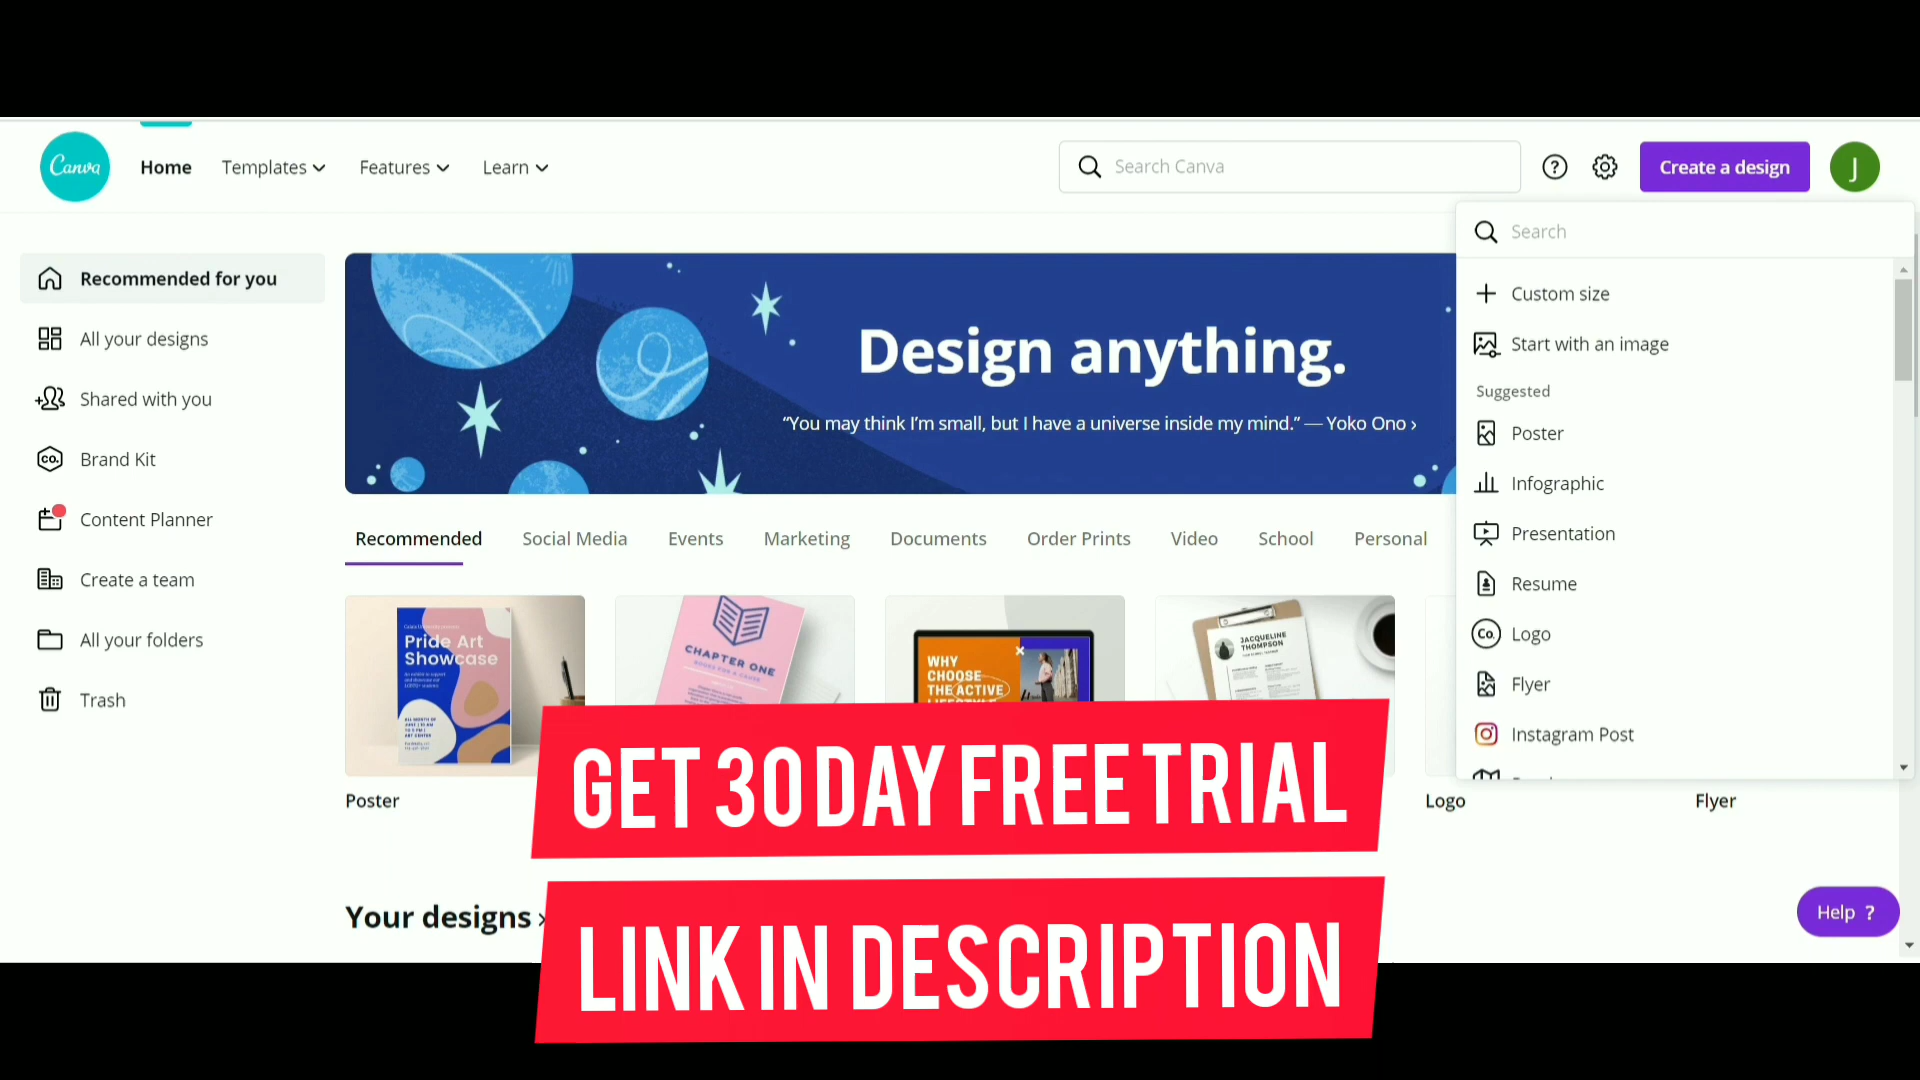 Canva
Home
Templates
Features
Learn
Search Canva
?
Create a design
J
Search
Custom size
Start with an image
Suggested
Poster
Infographic
Presentation
Resume
Co. Logo
Flyer
Instagram Post
Recommended for you
All your designs
Shared with you
CO. Brand Kit
Content Planner
Create a team
All your folders
Trash
Design anything.
“You may think I’m small, but I have a universe inside my mind.” — Yoko Ono ›
Recommended
Social Media
Events
Marketing
Documents
Order Prints
Video
School
Personal
Pride Art
Showcase
CHAPTER ONE
WHY
CHOOSE
THE ACTIVE
LIFESTYLE
JACQUELINE
THOMPSON
Poster
Logo
Flyer
GET 30 DAY FREE TRIAL
Your designs ›
LINK IN DESCRIPTION
Help ?